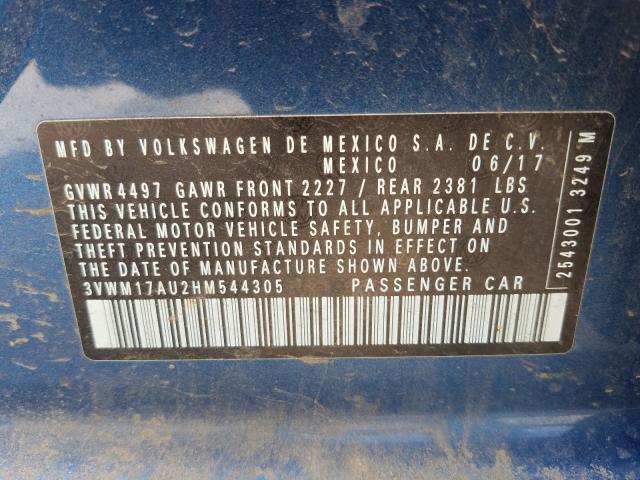 MFD BY VOLKSWAGEN DE MEXICO S.A. DE C.V.
MEXICO 06/17
GVWR 4497 GAWR FRONT 2227 / REAR 2381 LBS
THIS VEHICLE CONFORMS TO ALL APPLICABLE U.S.
FEDERAL MOTOR VEHICLE SAFETY, BUMPER AND
THEFT PREVENTION STANDARDS IN EFFECT ON
THE DATE OF MANUFACTURE SHOWN ABOVE.
3VWM17AU2HM544305 PASSENGER CAR
2543001 3249 M